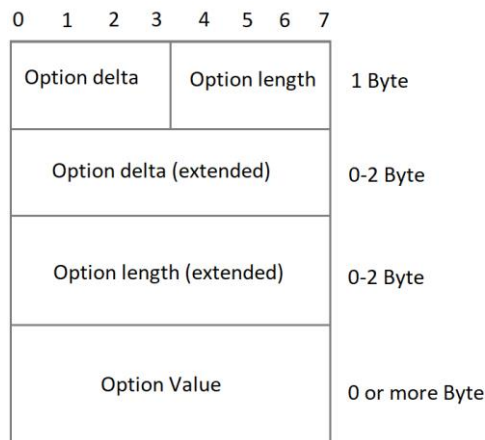 0 1 2 3 4 5 6 7
Option delta Option length 1 Byte
Option delta (extended) 0-2 Byte
Option length (extended) 0-2 Byte
Option Value 0 or more Byte